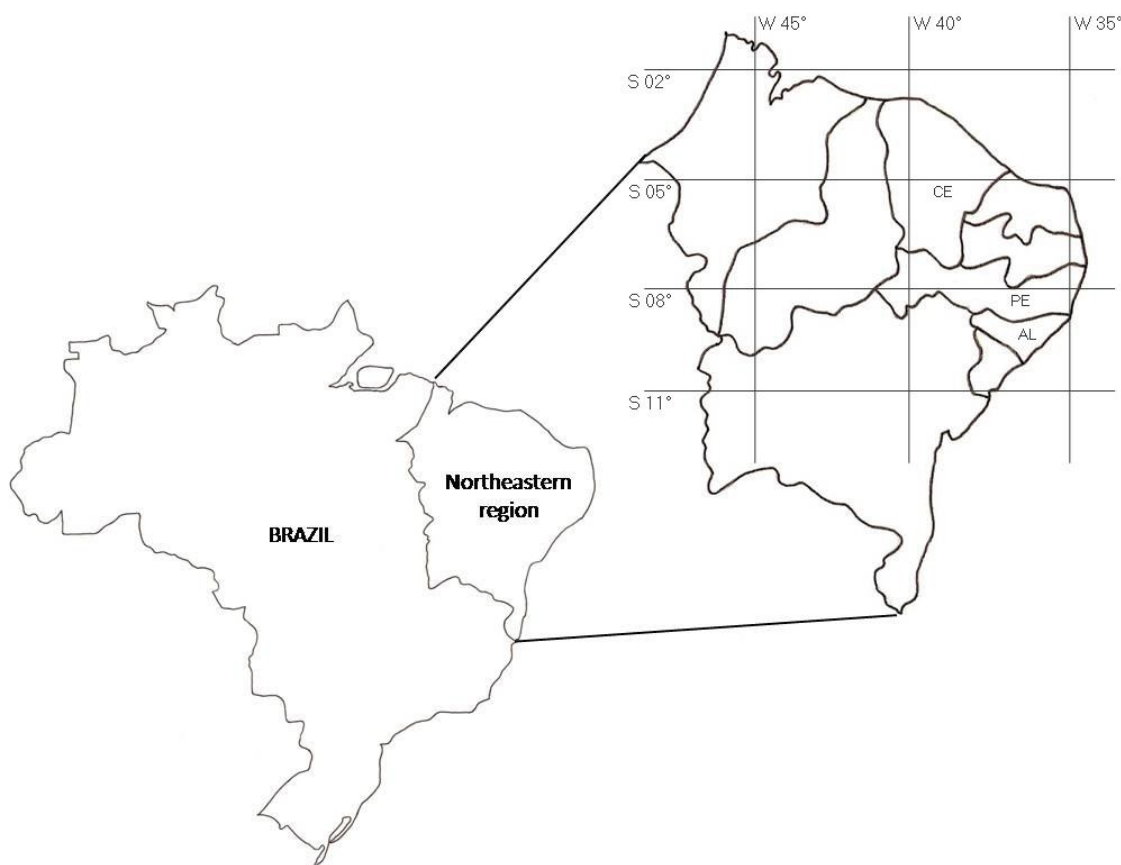 W 45°
W 40°
W 35°
S 02°
S 05°
CE
S 08°
PE
AL
S 11°
Northeastern
region
BRAZIL